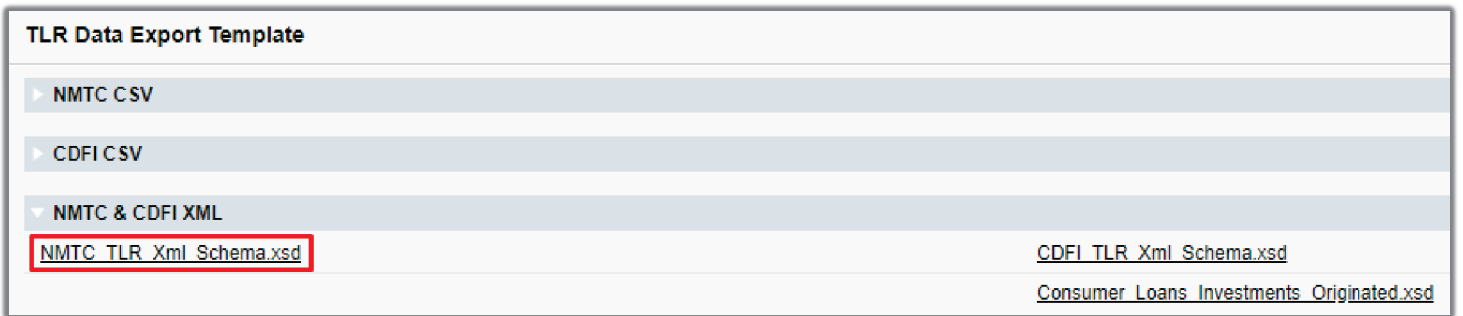 TLR Data Export Template
NMTC CSV
CDFI CSV
NMTC & CDFI XML
NMTC_TLR_Xml_Schema.xsd
CDFI_TLR_Xml_Schema.xsd
Consumer_Loans_Investments_Originated.xsd